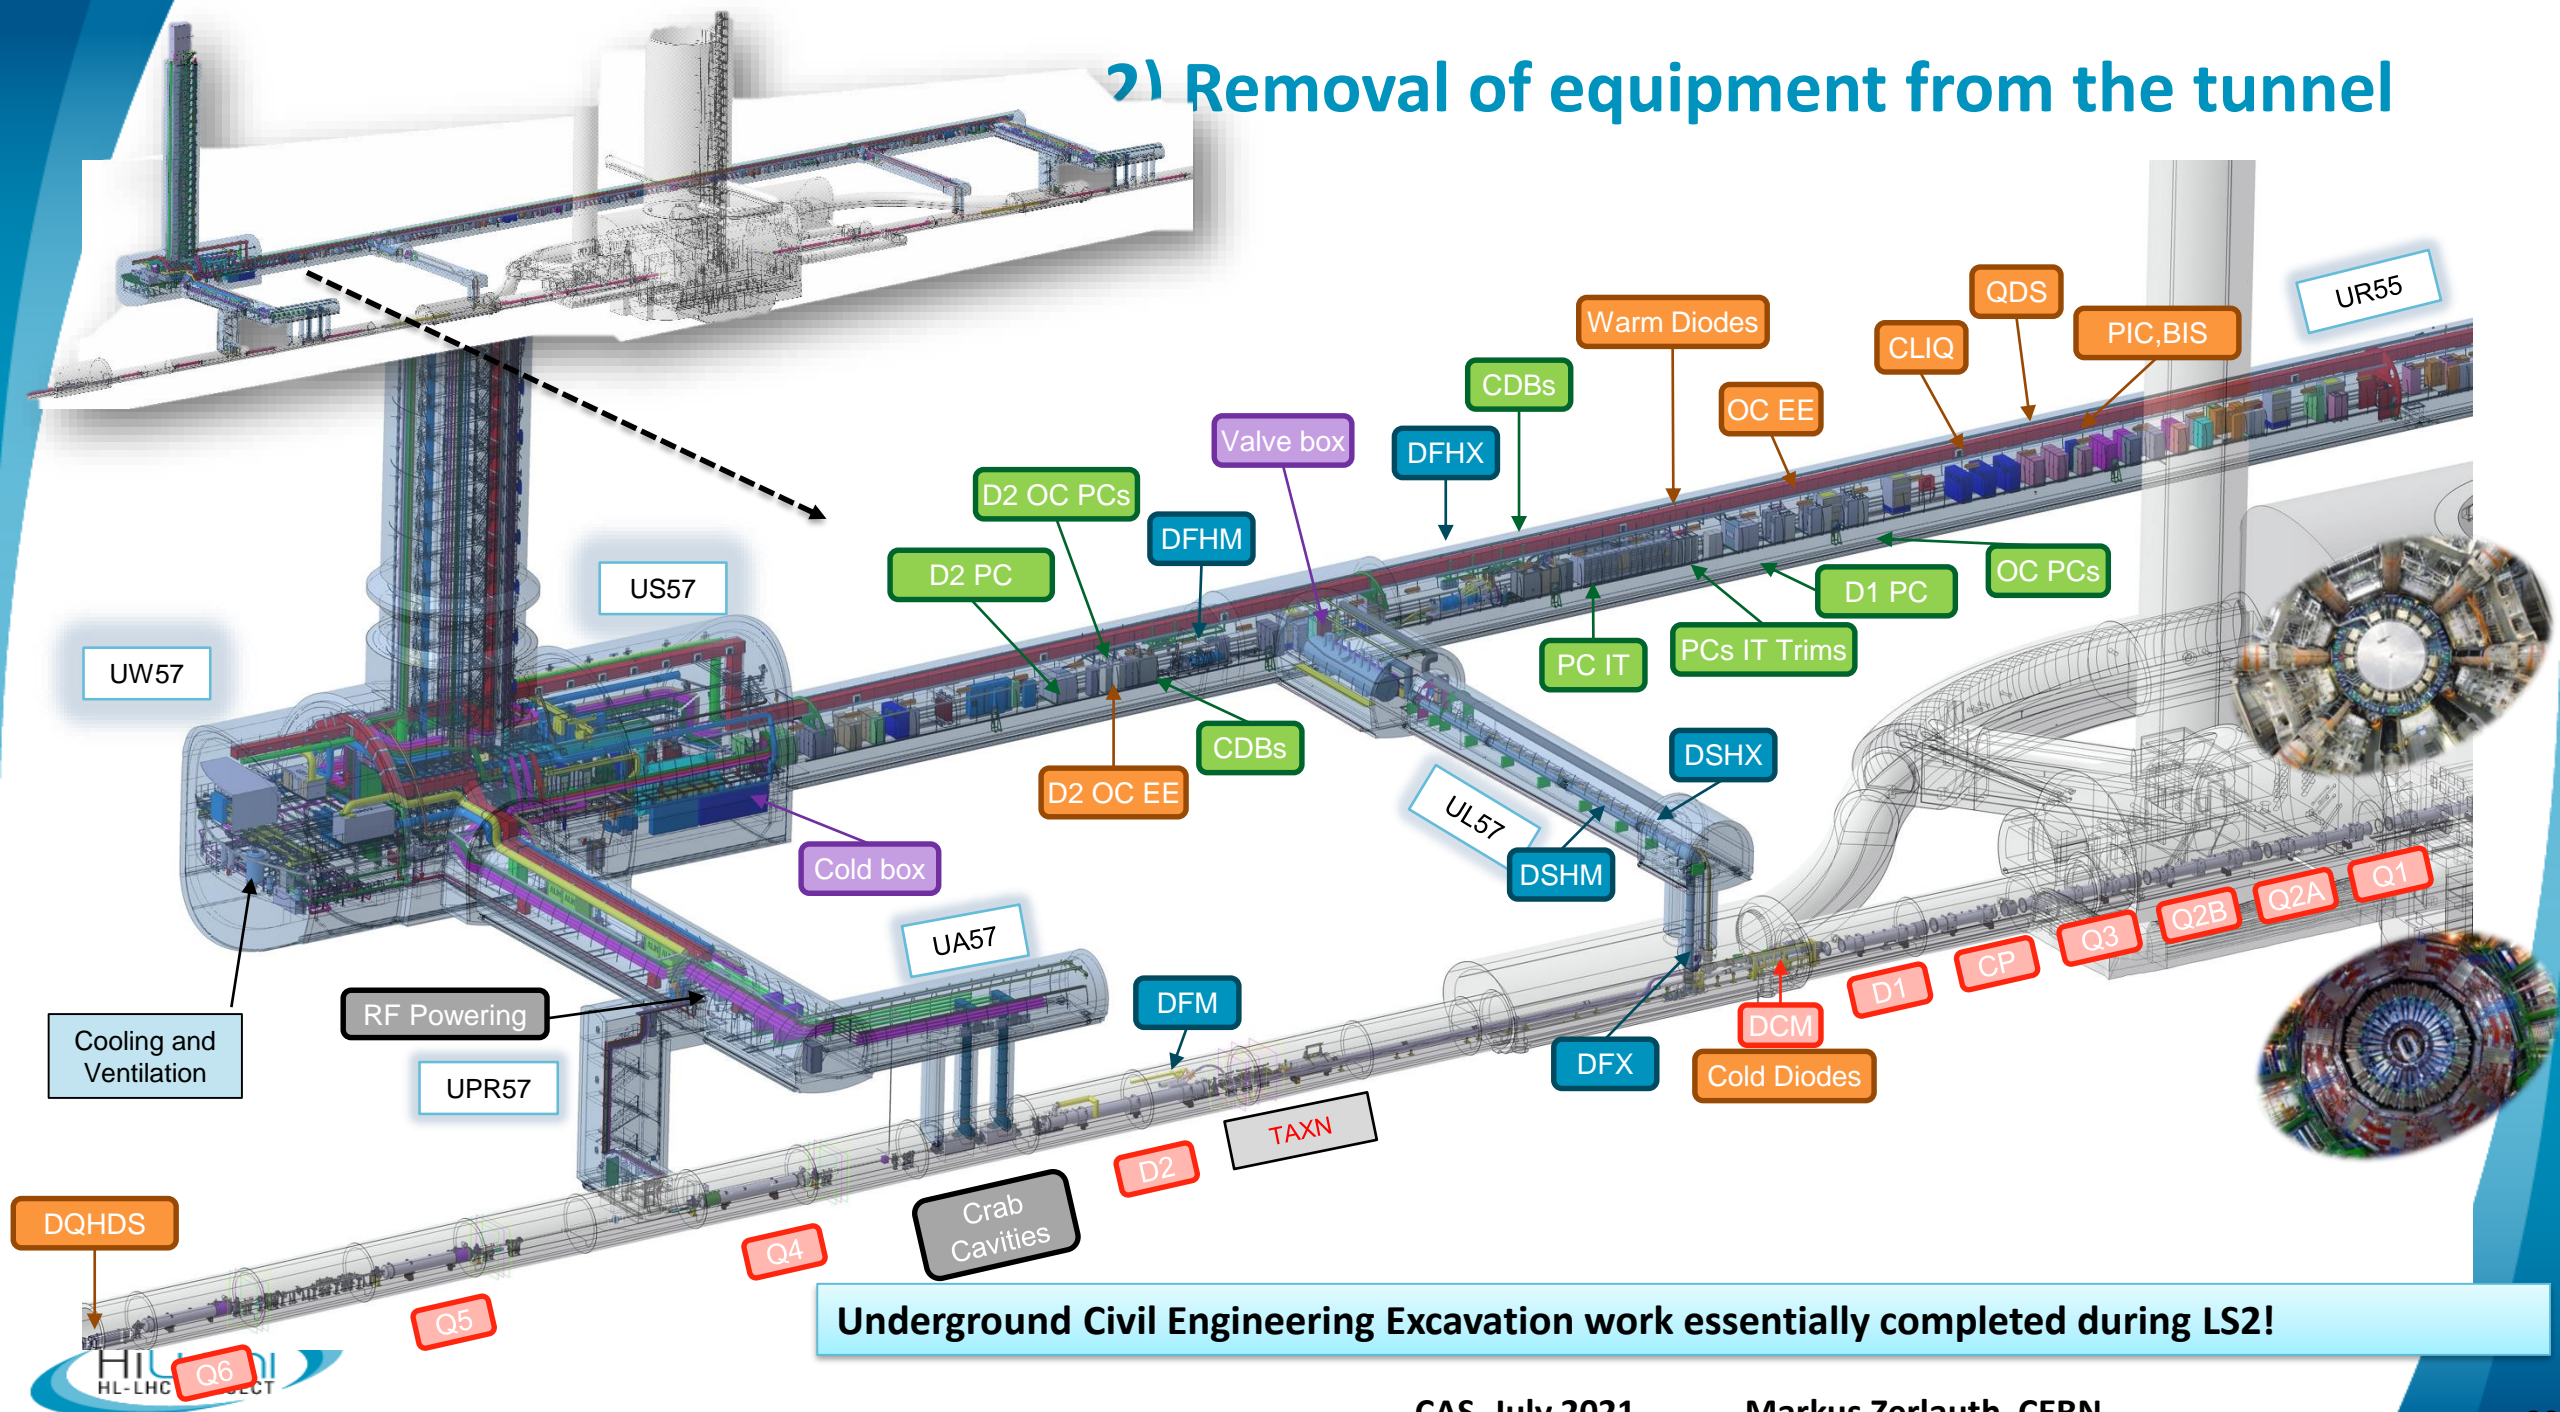 2) Removal of equipment from the tunnel
UR55
QDS
PIC,BIS
CLIQ
Warm Diodes
OC EE
CDBs
DFHX
Valve box
D2 OC PCs
DFHM
D2 PC
US57
UW57
OC PCs
D1 PC
PCs IT Trims
PC IT
CDBs
D2 OC EE
DSHX
UL57
DSHM
Cold box
UA57
Q1
Q2A
Q2B
Q3
CP
D1
DCM
Cold Diodes
DFX
DFM
RF Powering
Cooling and
Ventilation
UPR57
TAXN
D2
Crab
Cavities
Q4
DQHDS
Q5
Q6
Underground Civil Engineering Excavation work essentially completed during LS2!
HL-LHC
CAS, July 2021
Markus Zerlauth, CERN